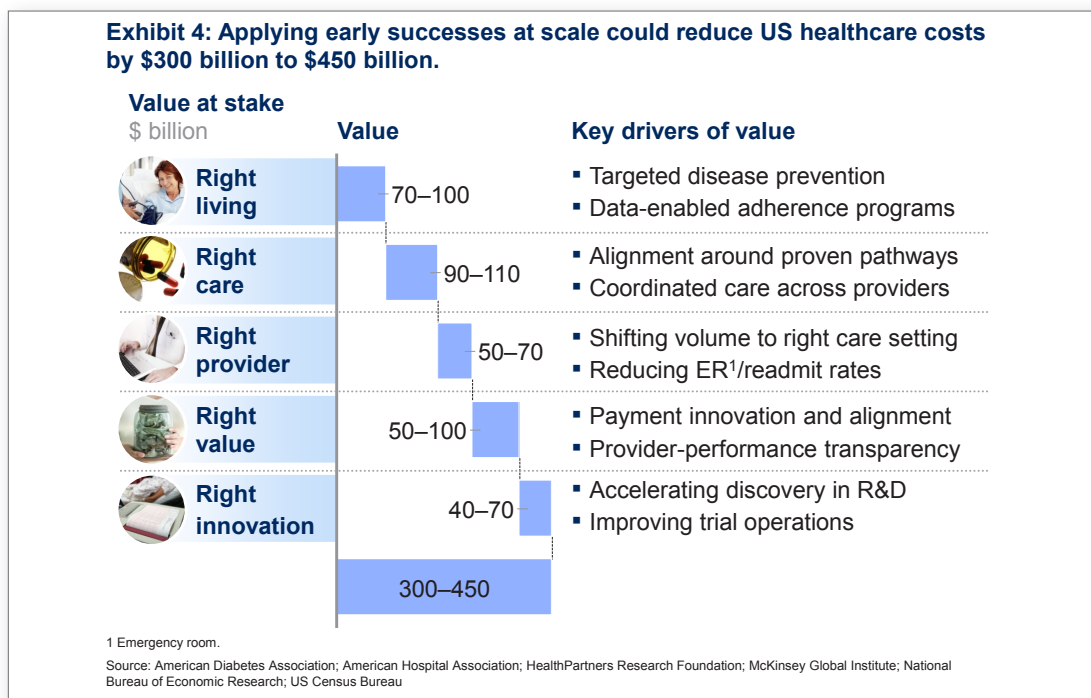 Exhibit 4: Applying early successes at scale could reduce US healthcare costs
by $300 billion to $450 billion.
Value at stake
$ billion
Value
Key drivers of value
Right
living
70–100
▪ Targeted disease prevention
▪ Data-enabled adherence programs
Right
care
90–110
▪ Alignment around proven pathways
▪ Coordinated care across providers
Right
provider
50–70
▪ Shifting volume to right care setting
▪ Reducing ER¹/readmit rates
Right
value
50–100
▪ Payment innovation and alignment
▪ Provider-performance transparency
Right
innovation
40–70
▪ Accelerating discovery in R&D
▪ Improving trial operations
300–450
1 Emergency room.
Source: American Diabetes Association; American Hospital Association; HealthPartners Research Foundation; McKinsey Global Institute; National
Bureau of Economic Research; US Census Bureau